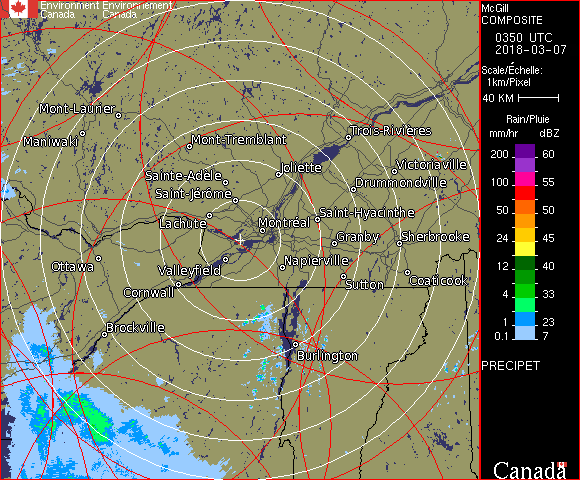 Environment Environnement
Canada Canada
McGill
COMPOSITE
0350 UTC
2018-03-07
Scale/Échelle:
1km/Pixel
40 KM
Rain/Pluie
mm/hr dBZ
200 60
155
100 55
50 50
24 45
12 40
4 33
1 23
0.1 7
PRECIPET
Canada
Mont-Laurier
Maniwaki
Mont-Tremblant
Trois-Rivières
Joliette
Victoriaville
Sainte-Adèle
Drummondville
Saint-Jérôme
Lachute
Saint-Hyacinthe
Montréal
Granby
Sherbrooke
Ottawa
Valleyfield
Napierville
Coaticook
Cornwall
Sutton
Brockville
Burlington